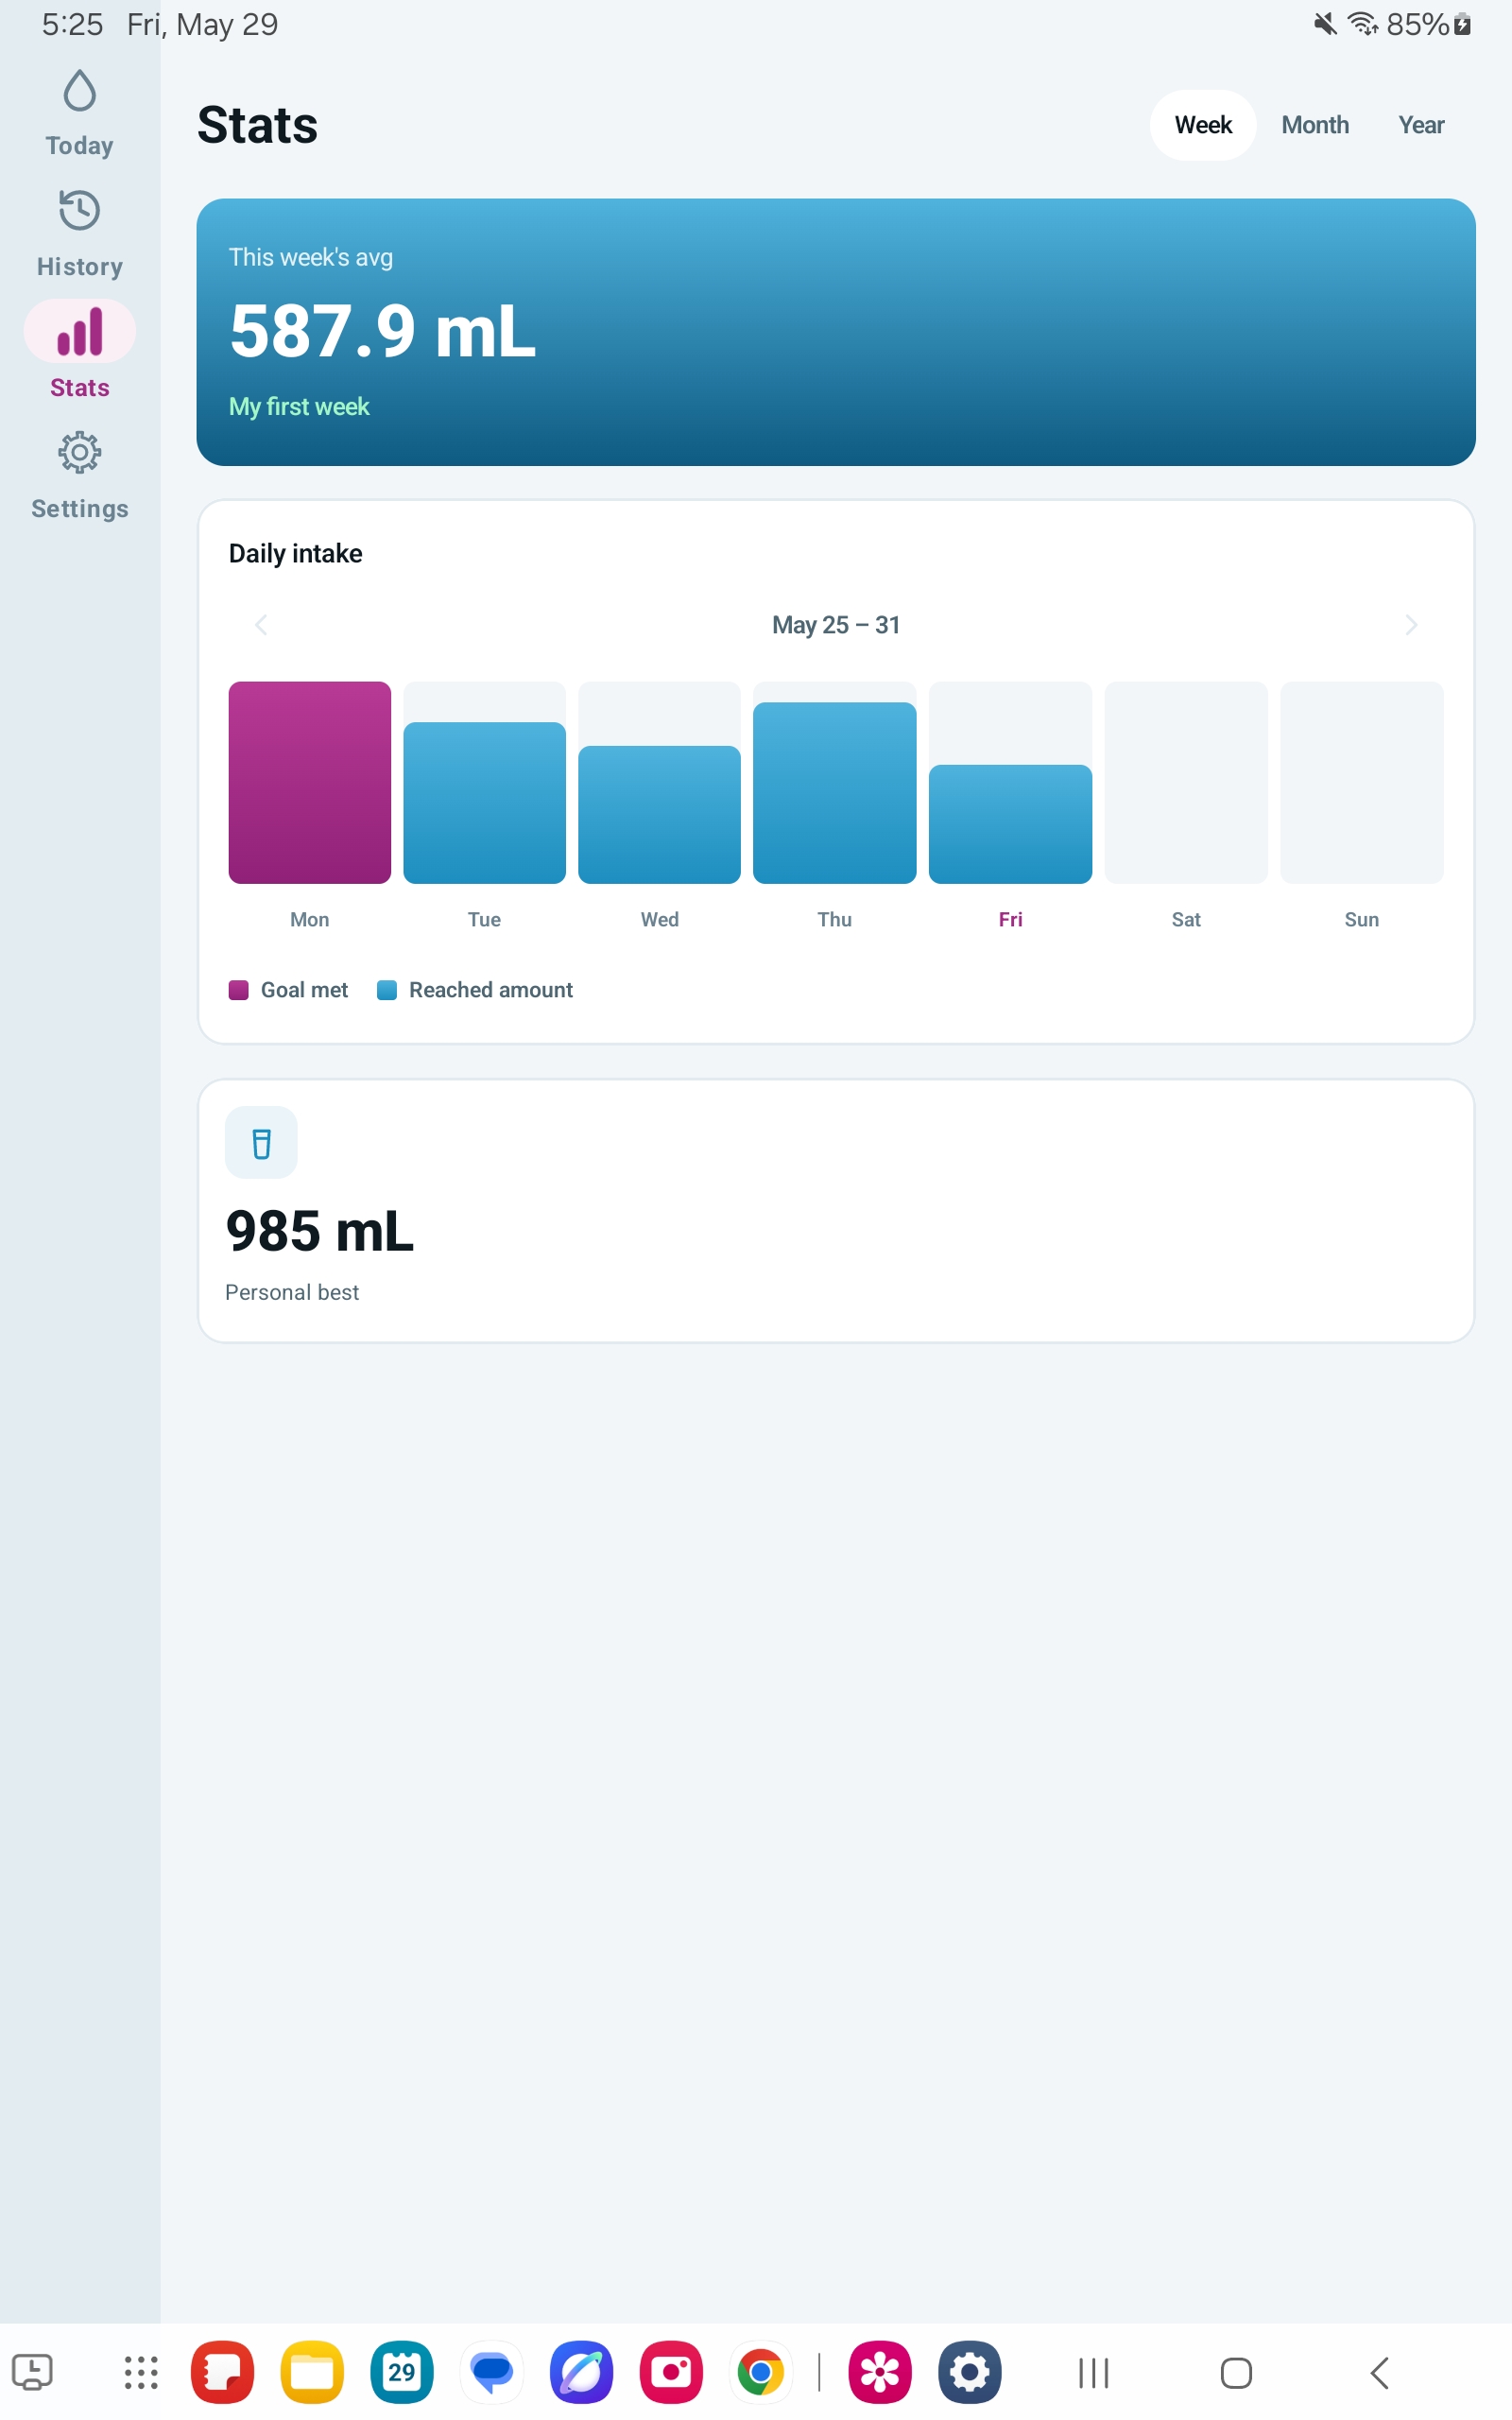 5:25 Fri, May 29
85%
Today
History
Stats
Settings
Stats
Week Month Year
This week's avg
587.9 mL
My first week
Daily intake
May 25 – 31
Mon Tue Wed Thu Fri Sat Sun
Goal met Reached amount
985 mL
Personal best
29